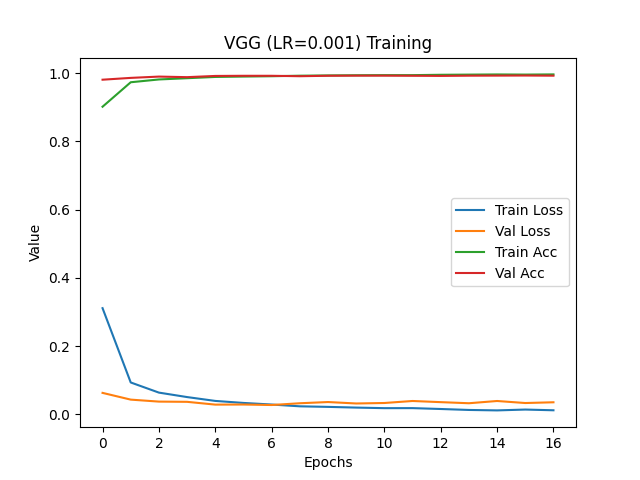 VGG (LR=0.001) Training
1.0
0.8
0.6
0.4
0.2
0.0
Value
Train Loss
Val Loss
Train Acc
Val Acc
0 2 4 6 8 10 12 14 16
Epochs